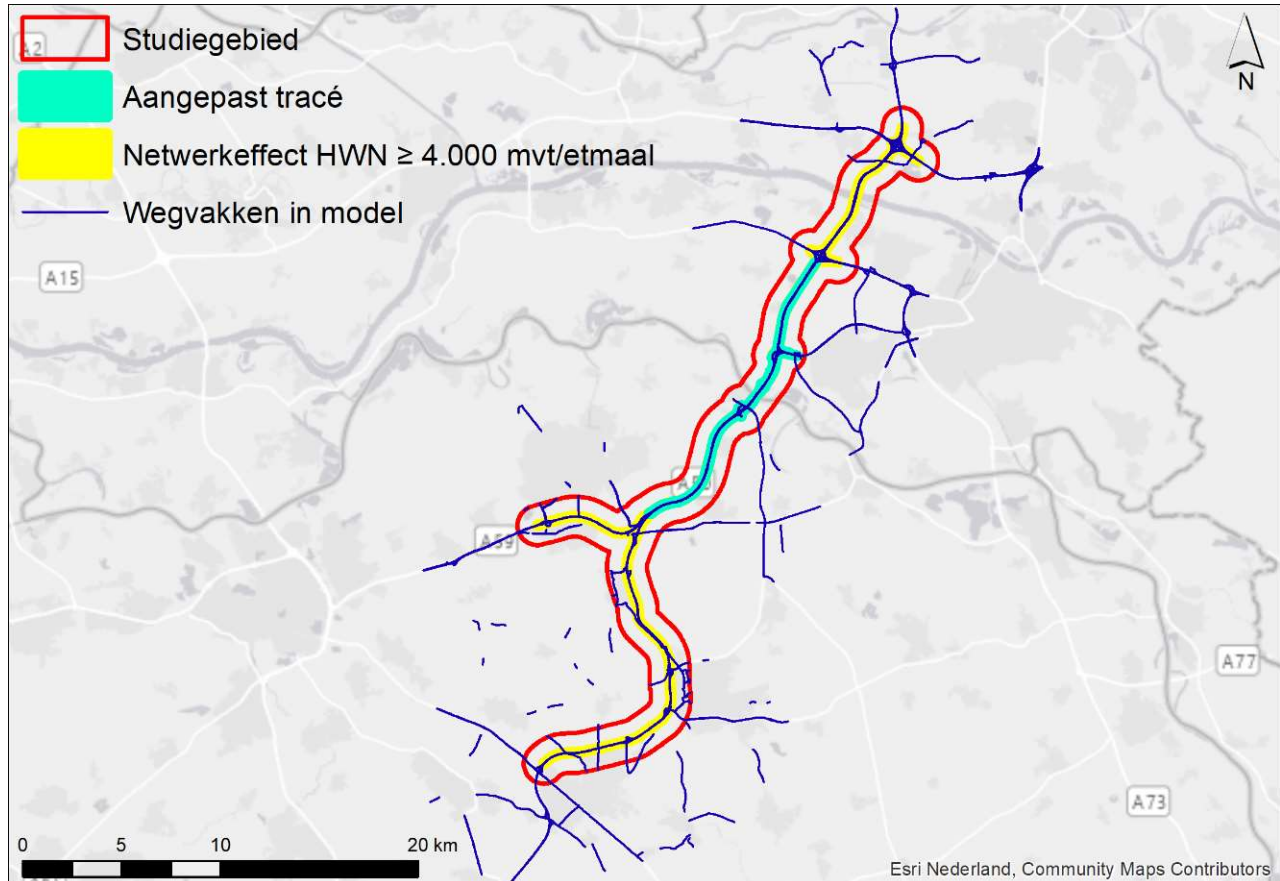 Studiegebied
Aangepast tracé
Netwerkeffect HWN ≥ 4.000 mvt/etmaal
Wegvakken in model
A2
N
A15
A59
A77
A73
0 5 10 20 km
Esri Nederland, Community Maps Contributors